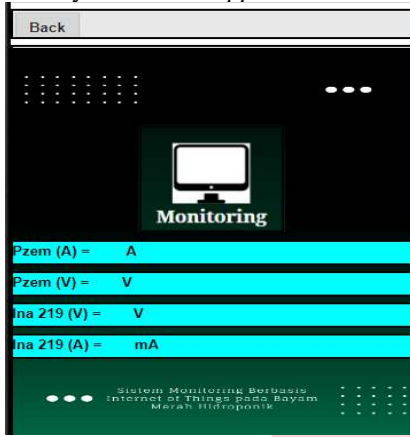 Back
Monitoring
Pzem (A) = A
Pzem (V) = V
Ina 219 (V) = V
Ina 219 (A) = mA
Sistem Monitoring Berbasis
Internet of Things pada Bayam
Merah Hidroponik